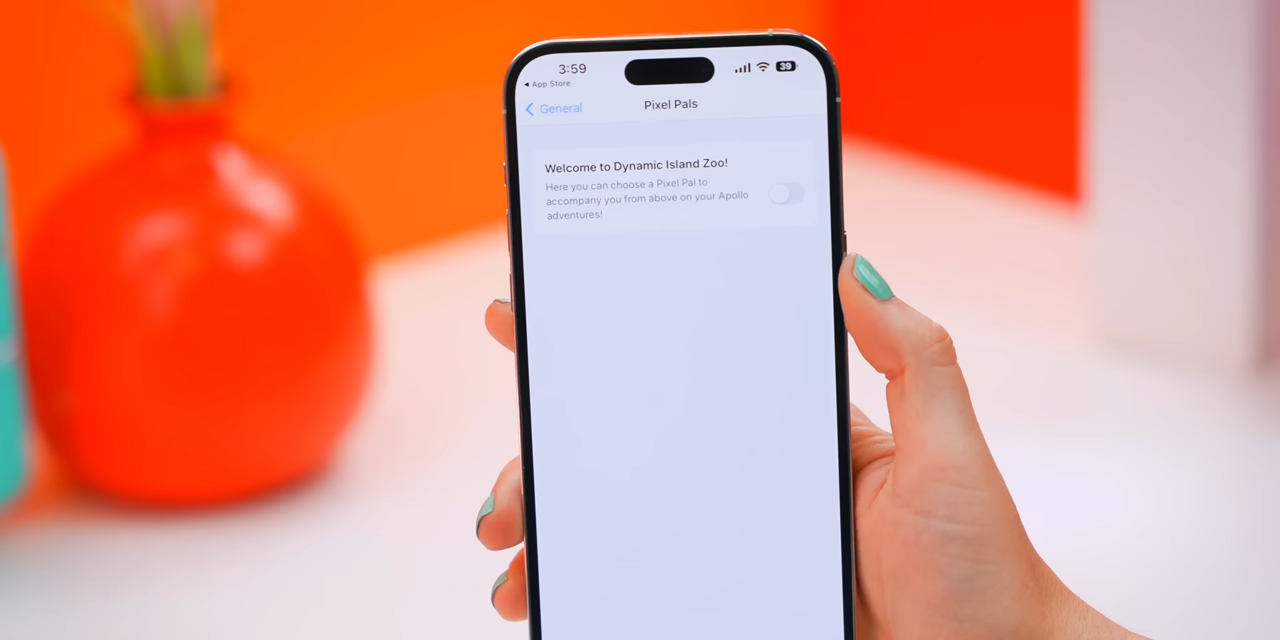 3:59
39
◀ App Store
General
Pixel Pals
Welcome to Dynamic Island Zoo!
Here you can choose a Pixel Pal to
accompany you from above on your Apollo
adventures!